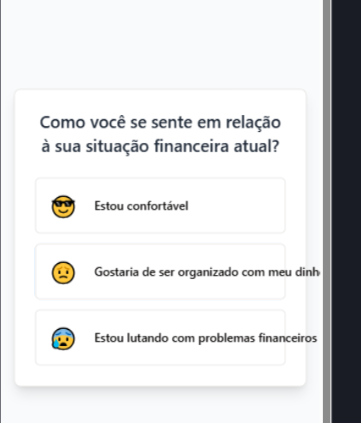 Como você se sente em relação
à sua situação financeira atual?
Estou confortável
Gostaria de ser organizado com meu dinh
Estou lutando com problemas financeiros